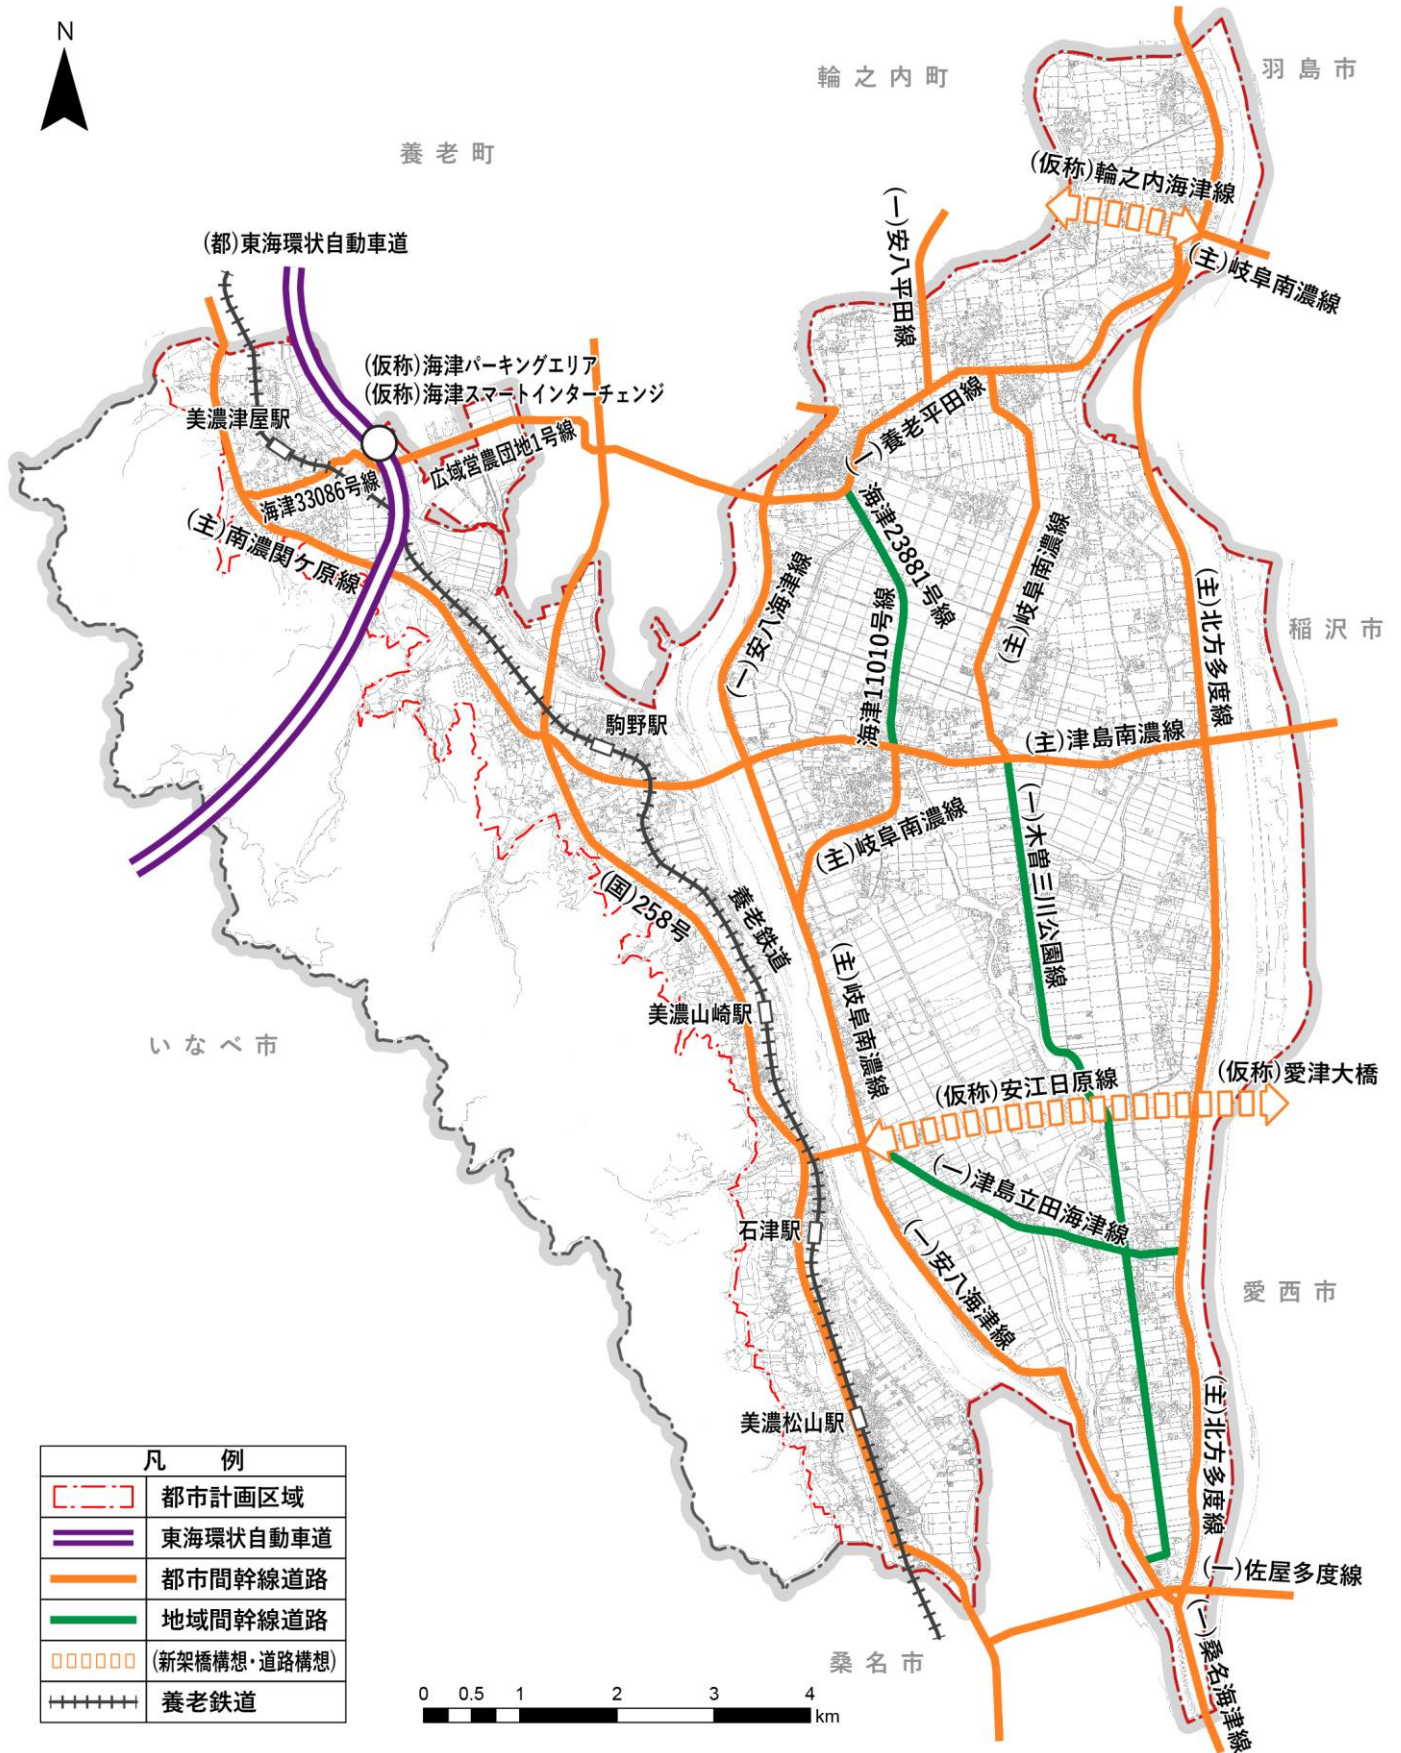 N
輪之内町
羽島市
養老町
(仮称)輪之内海津線
(一)安八平田線
(都)東海環状自動車道
(主)岐阜南濃線
(仮称)海津パーキングエリア
(仮称)海津スマートインターチェンジ
美濃津屋駅
(一)養老平田線
広域営農団地1号線
海津33086号線
(主)南濃関ケ原線
海津23881号線
(主)岐阜南濃線
(一)安八海津線
海津11010号線
(主)北方多度線
稲沢市
駒野駅
(主)津島南濃線
(一)木曽三川公園線
(主)岐阜南濃線
(国)258号
養老鉄道
(主)岐阜南濃線
美濃山崎駅
いなべ市
(仮称)安江日原線
(仮称)愛津大橋
(一)津島立田海津線
石津駅
(一)安八海津線
愛西市
美濃松山駅
(主)北方多度線
(一)佐屋多度線
(一)桑名海津線
桑名市
凡 例
都市計画区域
東海環状自動車道
都市間幹線道路
地域間幹線道路
(新架橋構想・道路構想)
養老鉄道
0 0.5 1 2 3 4
km